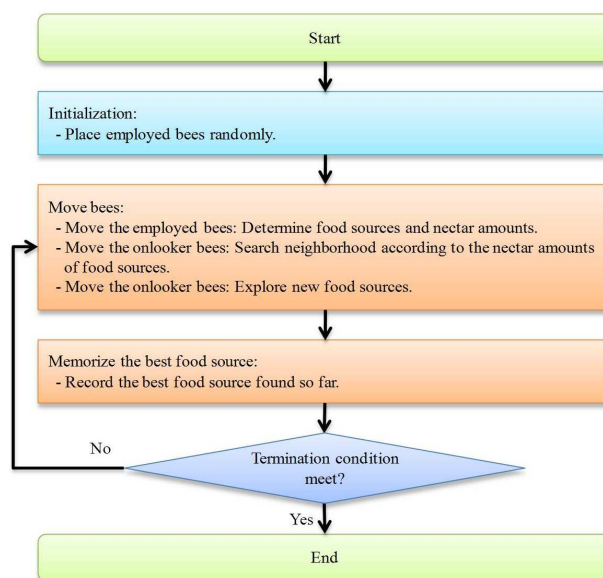 Start
Initialization:
- Place employed bees randomly.
Move bees:
- Move the employed bees: Determine food sources and nectar amounts.
- Move the onlooker bees: Search neighborhood according to the nectar amounts
of food sources.
- Move the onlooker bees: Explore new food sources.
Memorize the best food source:
- Record the best food source found so far.
No
Termination condition
meet?
Yes
End